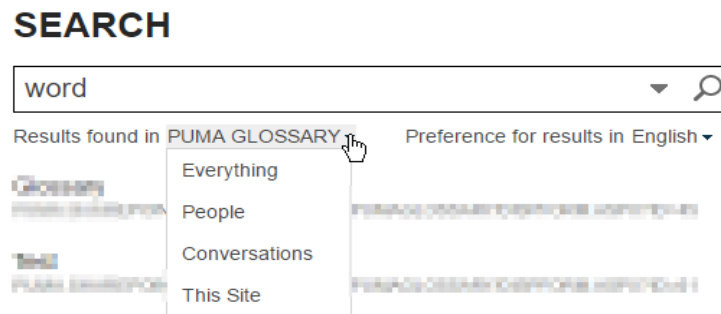 SEARCH
word
Results found in PUMA GLOSSARY Preference for results in English
Everything
People
Conversations
This Site